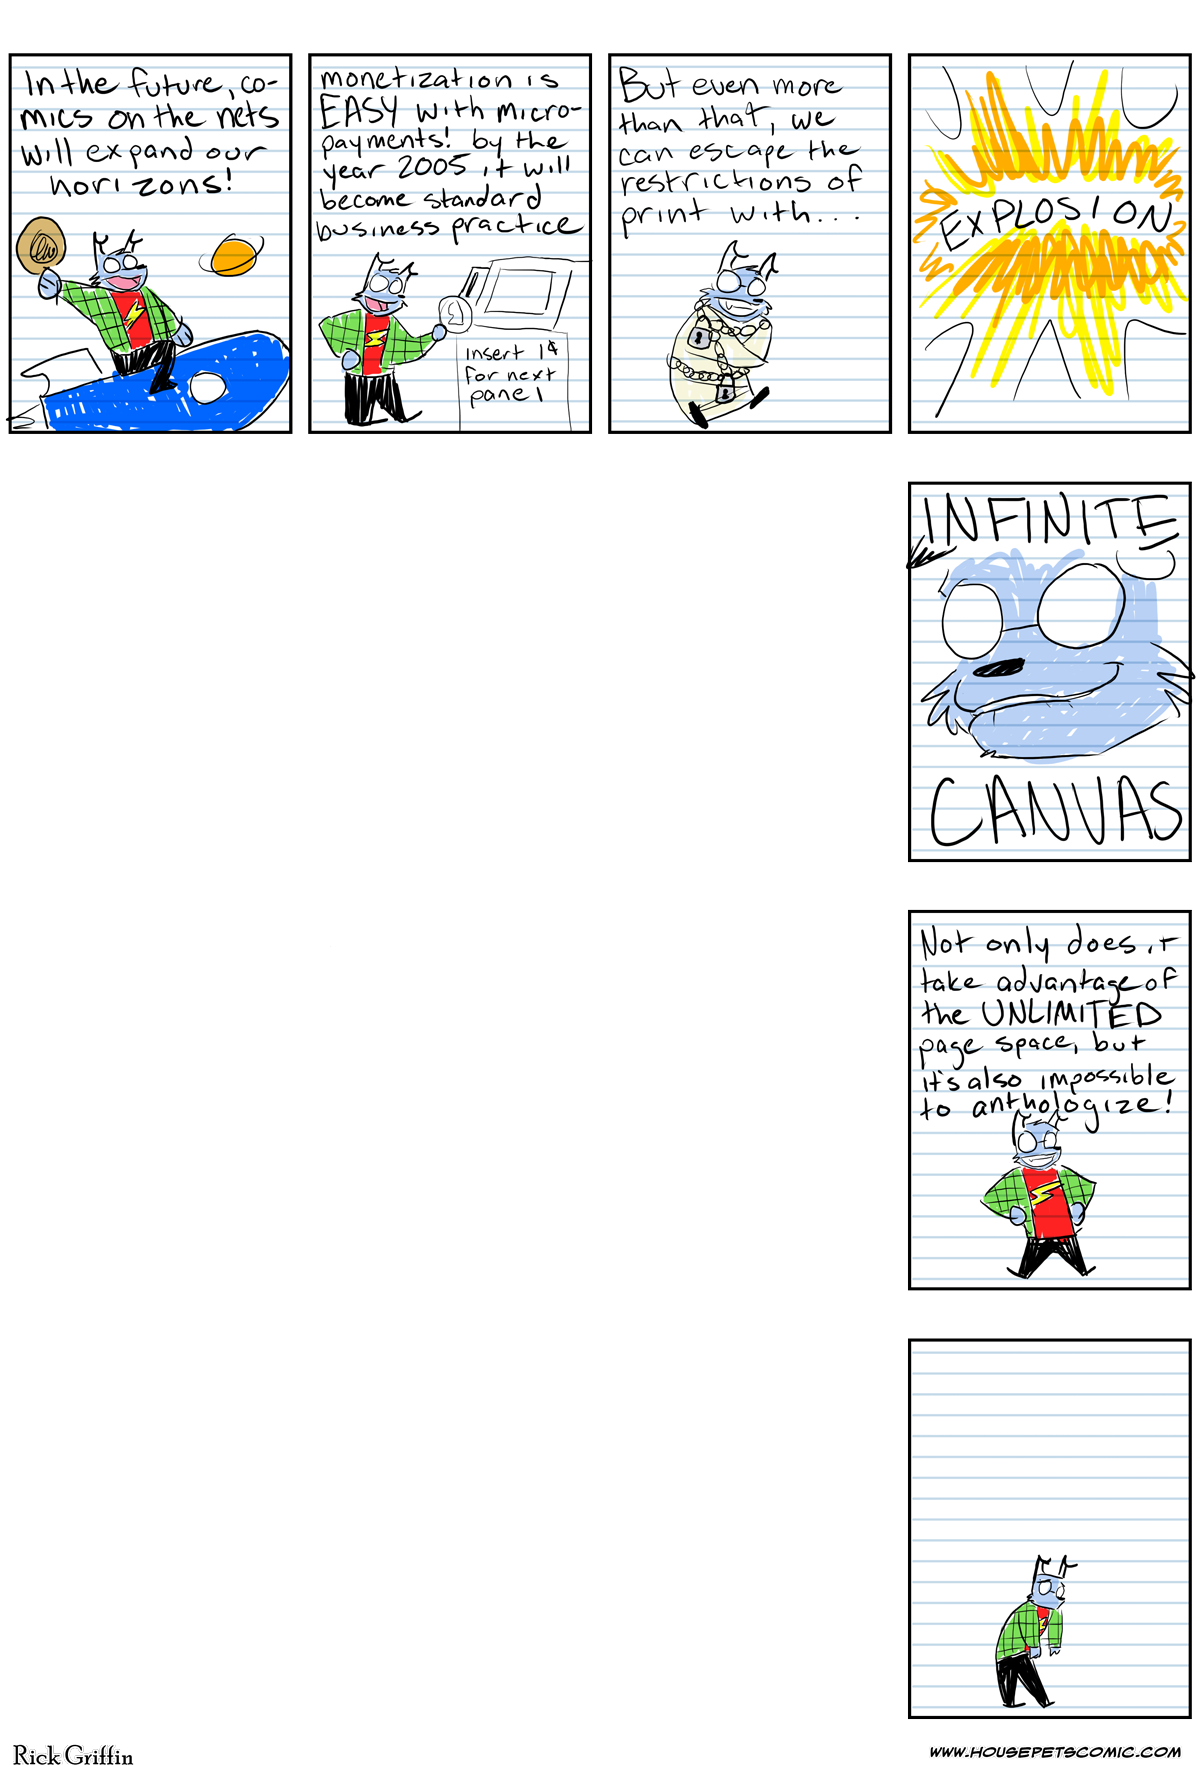 In the future, co-
mics on the nets
will expand our
horizons!
monetization is
EASY with micro-
payments! by the
year 2005 it will
become standard
business practice
insert 1¢
for next
panel
But even more
than that, we
can escape the
restrictions of
print with...
EXPLOSION
INFINITE
CANVAS
Not only does it
take advantage of
the UNLIMITED
page space, but
it's also impossible
to anthologize!
Rick Griffin
WWW.HOUSEPETSCOMIC.COM